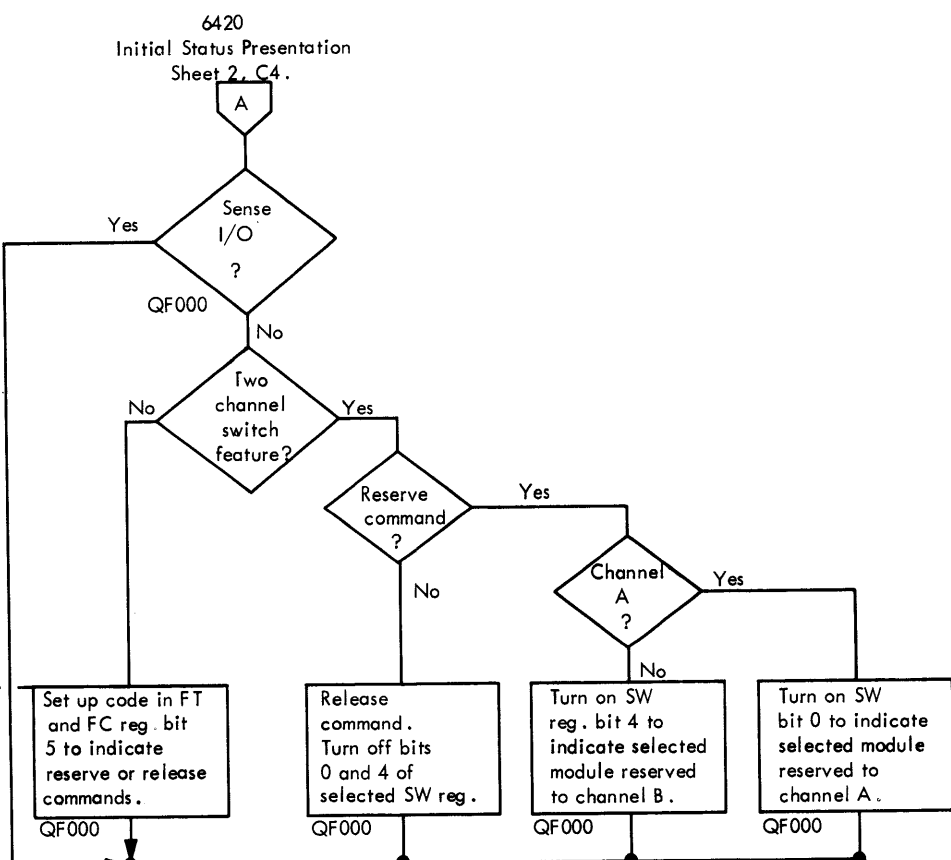 6420
Initial Status Presentation
Sheet 2, C4.
A
Sense
I/O
?
Yes
QF000
No
Two
channel
switch
feature?
No
Yes
Reserve
command
?
Yes
No
Channel
A
?
Yes
No
Set up code in FT
and FC reg. bit
5 to indicate
reserve or release
commands.
QF000
Release
command.
Turn off bits
0 and 4 of
selected SW reg.
QF000
Turn on SW
reg. bit 4 to
indicate selected
module reserved
to channel B.
QF000
Turn on SW
bit 0 to indicate
selected module
reserved to
channel A.
QF000